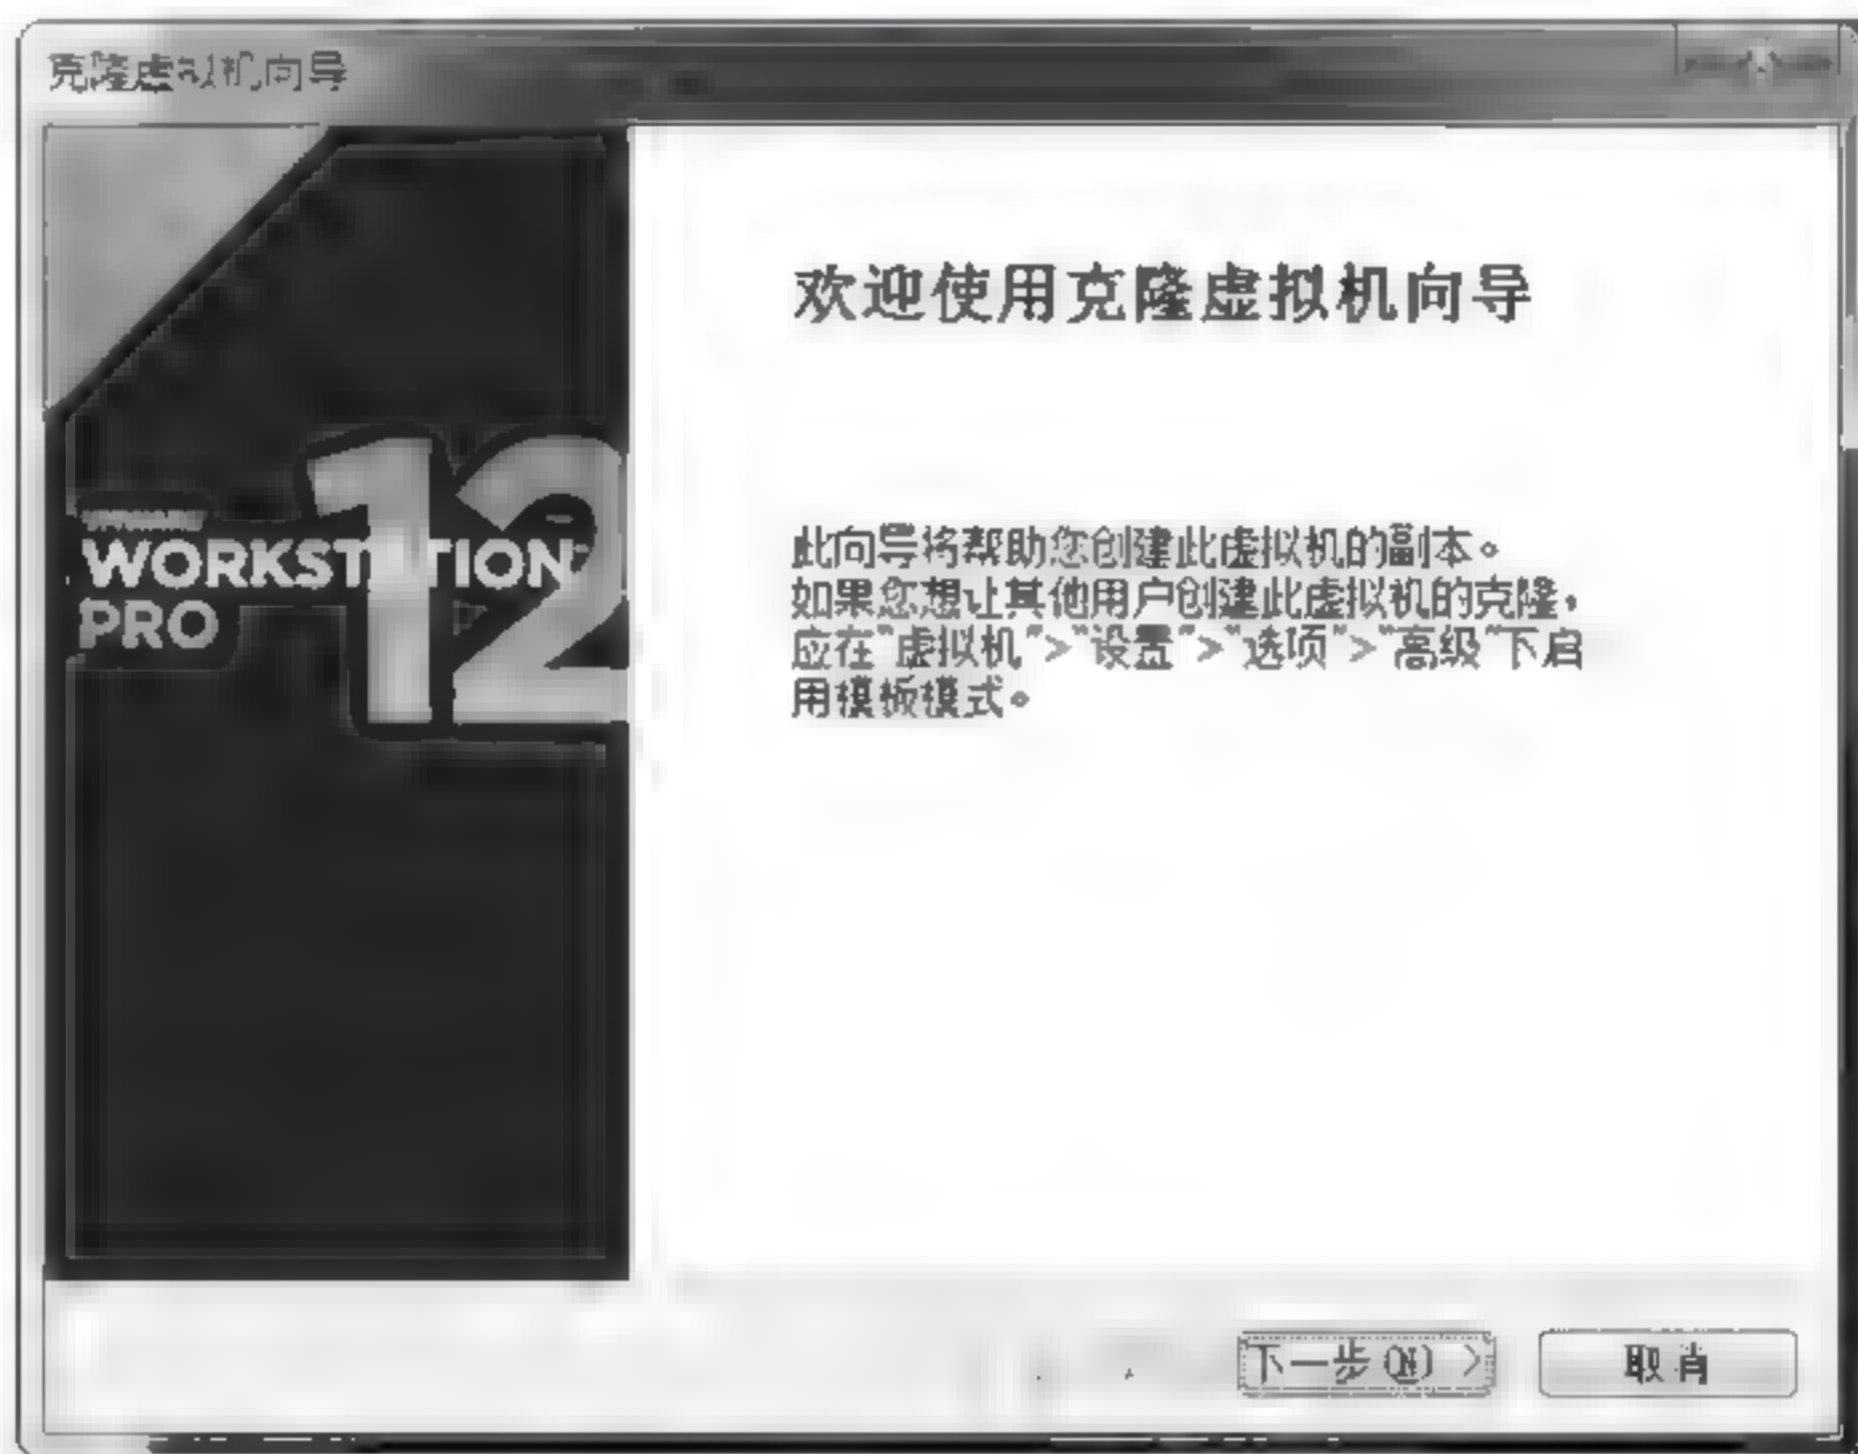 克隆虚拟机向导
欢迎使用克隆虚拟机向导
WORKSTATION
PRO
12
此向导将帮助您创建此虚拟机的副本。
如果您想让其他用户创建此虚拟机的克隆，
应在"虚拟机">"设置">"选项">"高级"下启
用模板模式。
下一步(N) >
取消